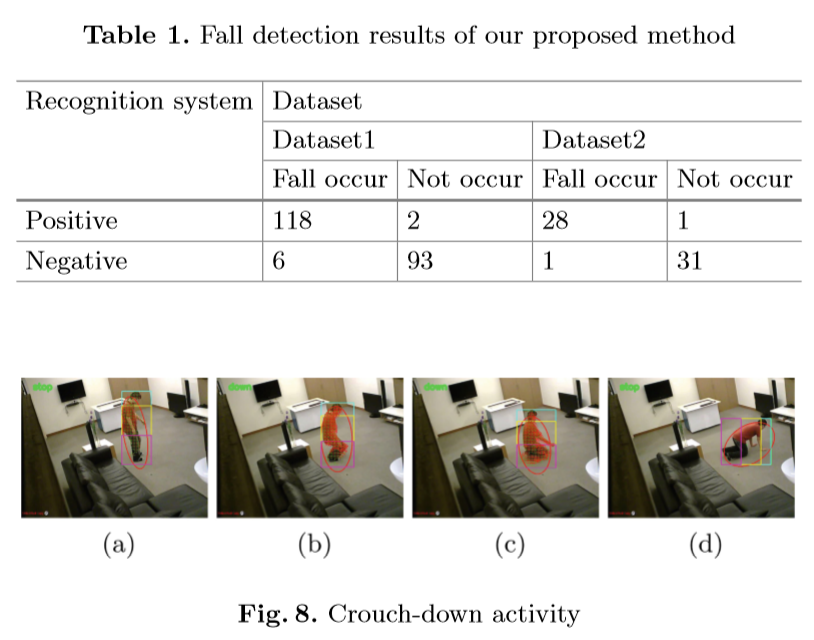 Table 1. Fall detection results of our proposed method
Recognition system Dataset
Dataset1 Dataset2
Fall occur Not occur Fall occur Not occur
Positive 118 2 28 1
Negative 6 93 1 31
stop down down stop
(a) (b) (c) (d)
Fig. 8. Crouch-down activity